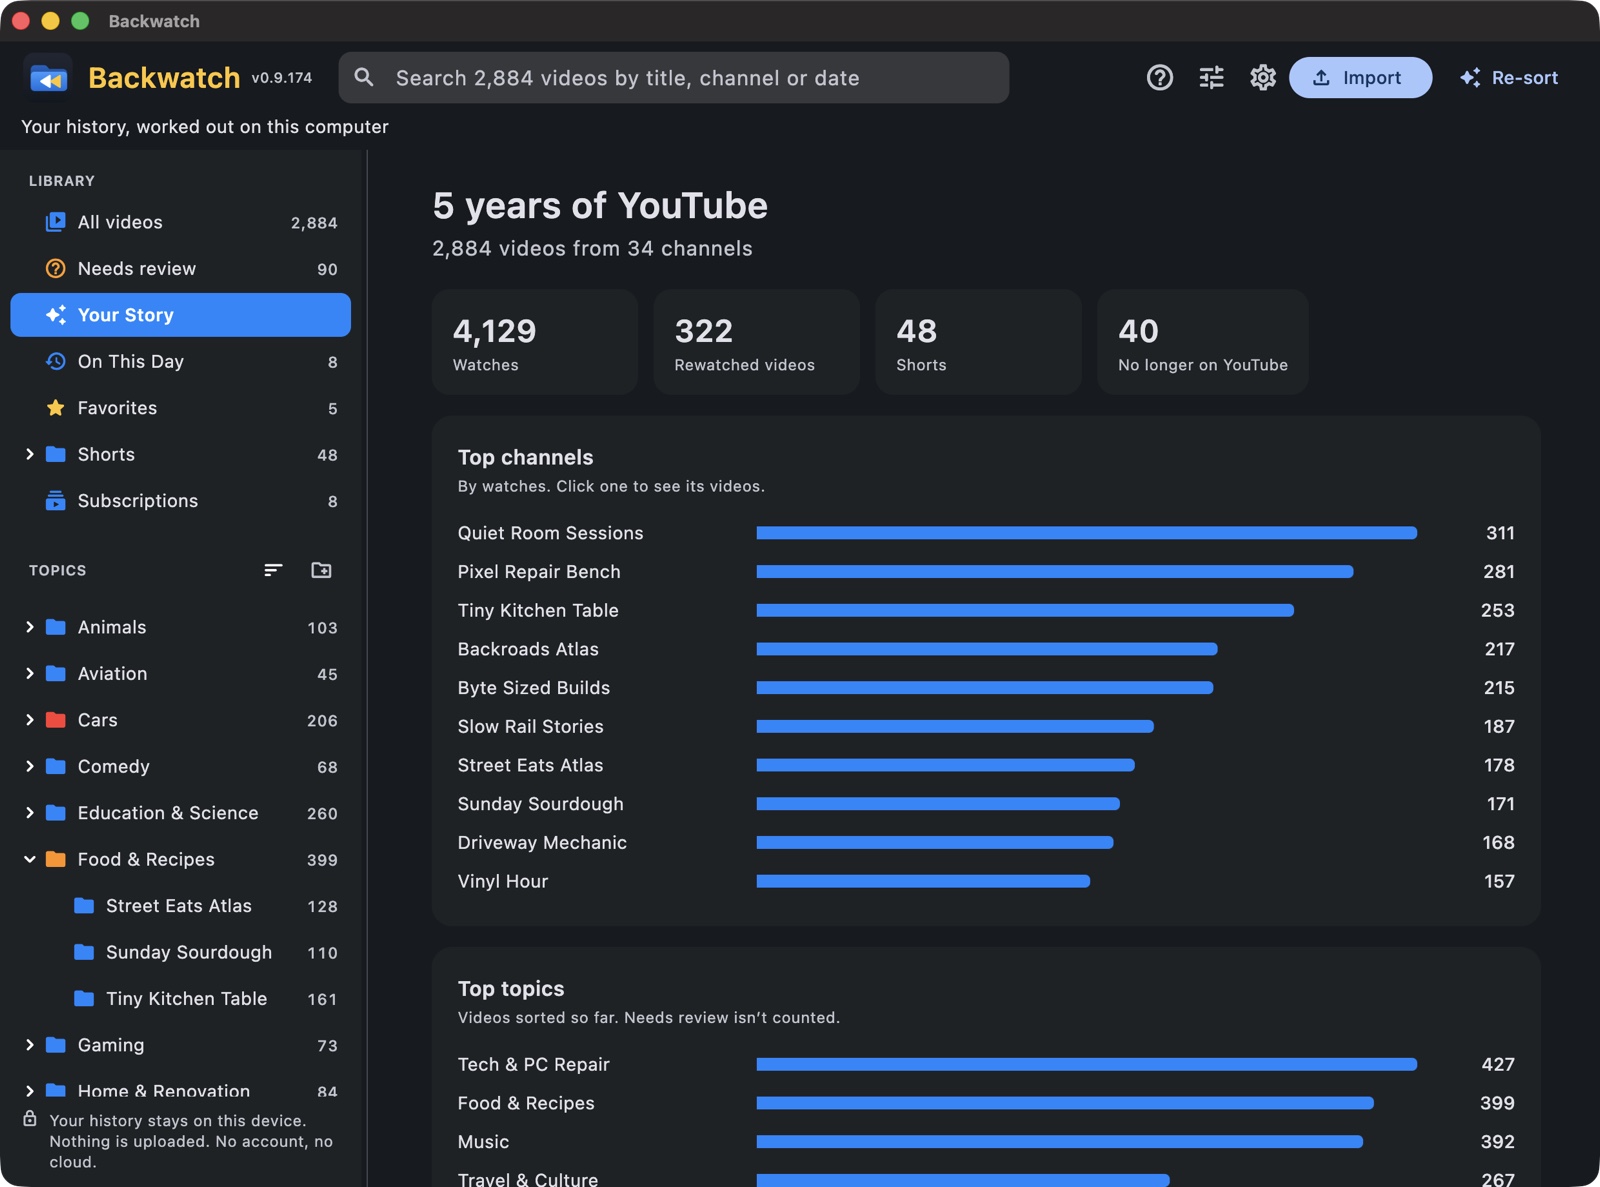 Backwatch
Backwatch v0.9.174
Search 2,884 videos by title, channel or date
Import
Re-sort
Your history, worked out on this computer
LIBRARY
All videos 2,884
Needs review 90
Your Story
On This Day 8
Favorites 5
Shorts 48
Subscriptions 8
TOPICS
Animals 103
Aviation 45
Cars 206
Comedy 68
Education & Science 260
Food & Recipes 399
Street Eats Atlas 128
Sunday Sourdough 110
Tiny Kitchen Table 161
Gaming 73
Home & Renovation 84
Your history stays on this device.
Nothing is uploaded. No account, no
cloud.
5 years of YouTube
2,884 videos from 34 channels
4,129
Watches
322
Rewatched videos
48
Shorts
40
No longer on YouTube
Top channels
By watches. Click one to see its videos.
Quiet Room Sessions 311
Pixel Repair Bench 281
Tiny Kitchen Table 253
Backroads Atlas 217
Byte Sized Builds 215
Slow Rail Stories 187
Street Eats Atlas 178
Sunday Sourdough 171
Driveway Mechanic 168
Vinyl Hour 157
Top topics
Videos sorted so far. Needs review isn’t counted.
Tech & PC Repair 427
Food & Recipes 399
Music 392
Travel & Culture 267